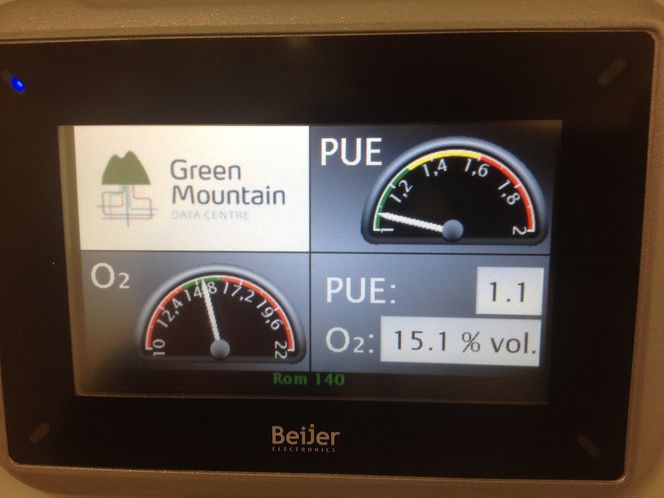 Green
Mountain
DATA CENTRE
PUE
1 1,2 1,4 1,6 1,8 2
O2
10 12,4 14,8 17,2 19,6 22
PUE: 1.1
O2: 15.1 % vol.
Rom 140
Beijer
ELECTRONICS